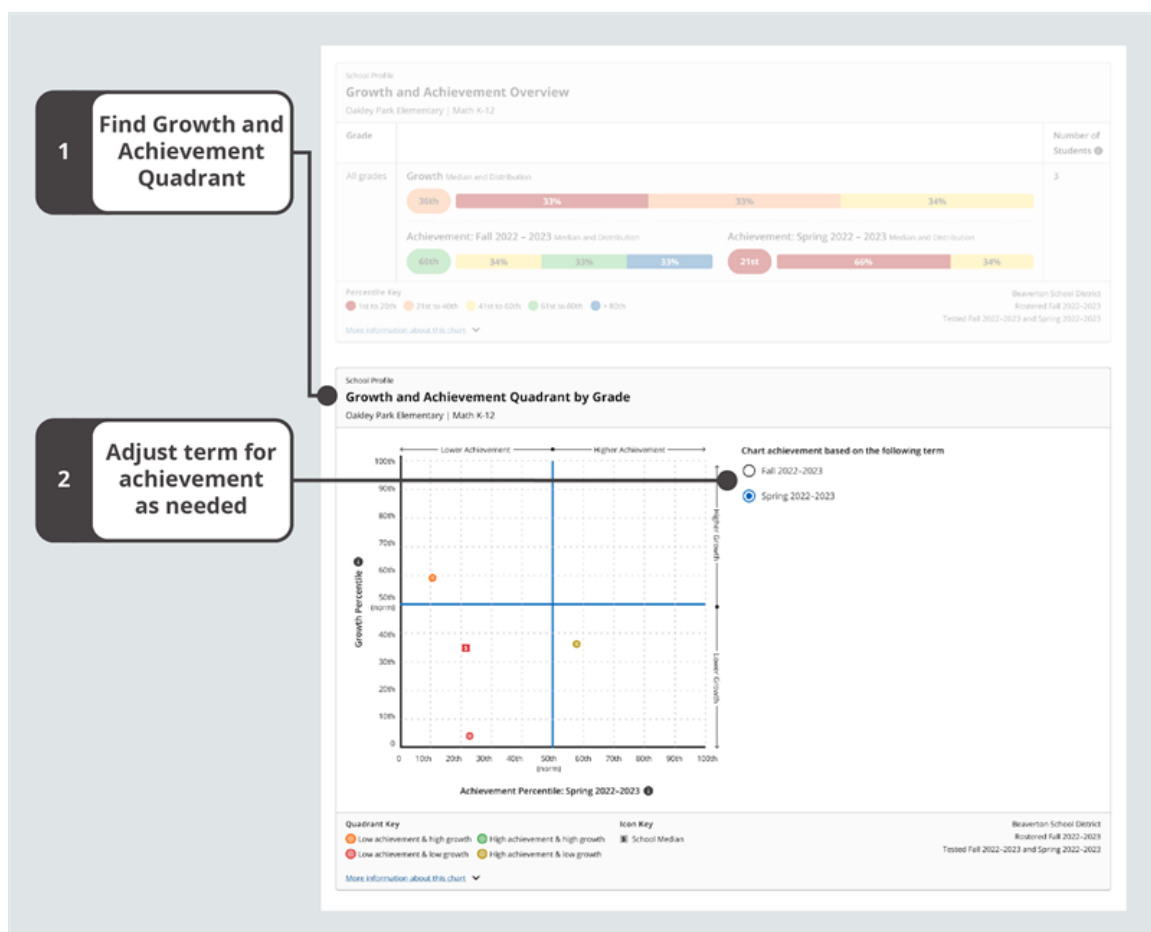 1
Find Growth and
Achievement
Quadrant
2
Adjust term for
achievement
as needed
School Profile
Growth and Achievement Overview
Oakley Park Elementary | Math K-12
Grade
Number of
Students
All grades
Growth Median and Distribution
3
36th 33% 33% 34%
Achievement: Fall 2022 – 2023 Median and Distribution
Achievement: Spring 2022 – 2023 Median and Distribution
66th 34% 33% 33%
21st 66% 34%
Percentile Key
1st to 20th 21st to 40th 41st to 60th 61st to 80th > 80th
More information about this chart
Beaverton School District
Rostered Fall 2022–2023
Tested Fall 2022–2023 and Spring 2022–2023
School Profile
Growth and Achievement Quadrant by Grade
Oakley Park Elementary | Math K-12
Lower Achievement Higher Achievement
Chart achievement based on the following term
Fall 2022–2023
Spring 2022–2023
100th
90th
80th
70th
60th
50th
(norm)
40th
30th
20th
10th
0
Growth Percentile
Higher Growth
Lower Growth
S
0 10th 20th 30th 40th 50th 60th 70th 80th 90th 100th
(norm)
Achievement Percentile: Spring 2022–2023
Quadrant Key
Low achievement & high growth High achievement & high growth
Low achievement & low growth High achievement & low growth
Icon Key
S School Median
Beaverton School District
Rostered Fall 2022–2023
Tested Fall 2022–2023 and Spring 2022–2023
More information about this chart